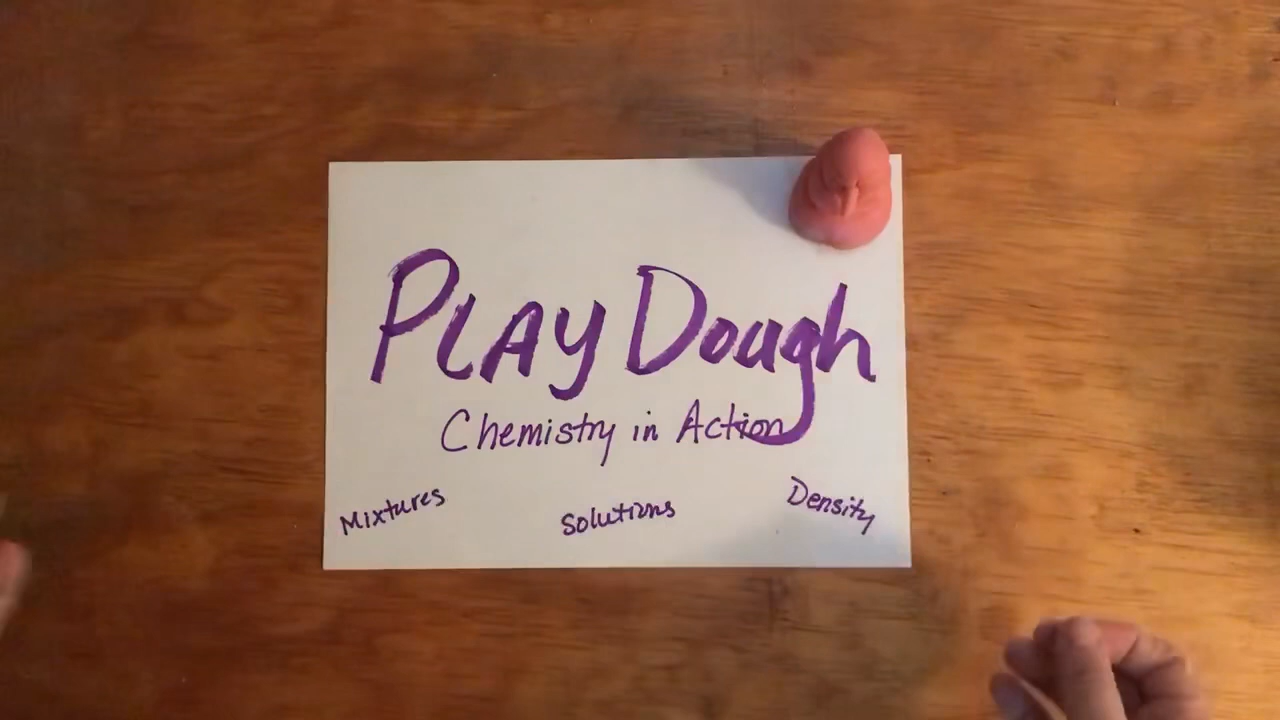 PLAY Dough
Chemistry in Action
Mixtures
Solutions
Density